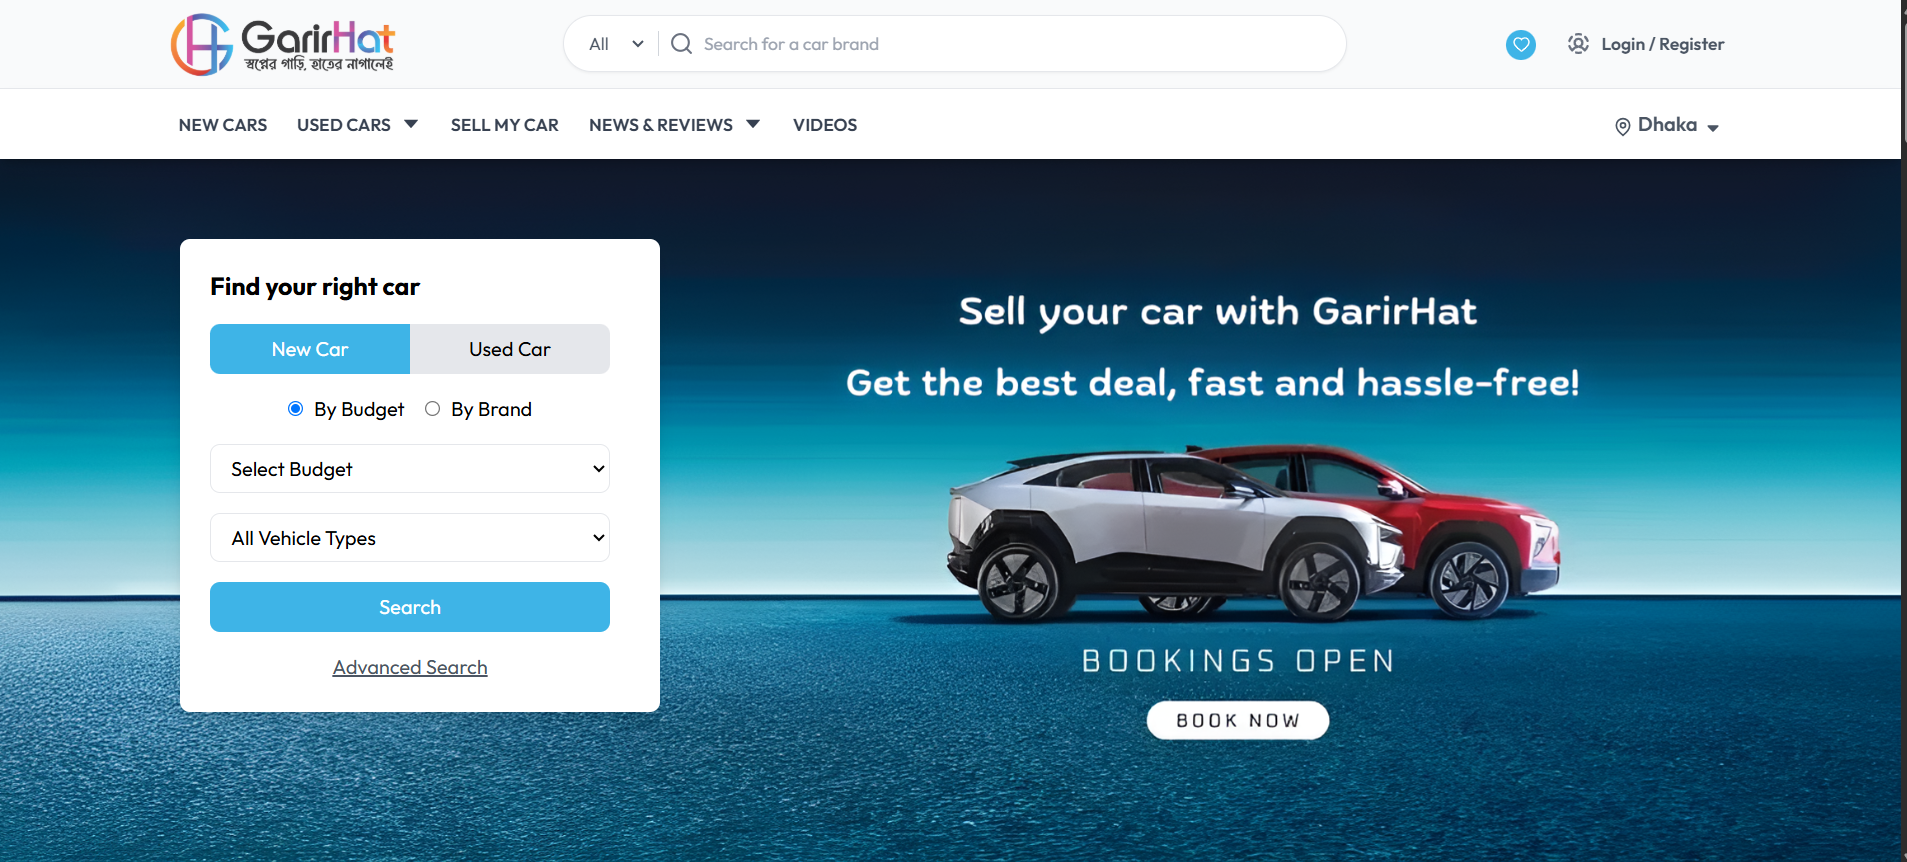 GarirHat
স্বপ্নের গাড়ি, হাতের নাগালেই
All
Search for a car brand
Login / Register
NEW CARS
USED CARS
SELL MY CAR
NEWS & REVIEWS
VIDEOS
Dhaka
Find your right car
New Car
Used Car
By Budget
By Brand
Select Budget
All Vehicle Types
Search
Advanced Search
Sell your car with GarirHat
Get the best deal, fast and hassle-free!
BOOKINGS OPEN
BOOK NOW